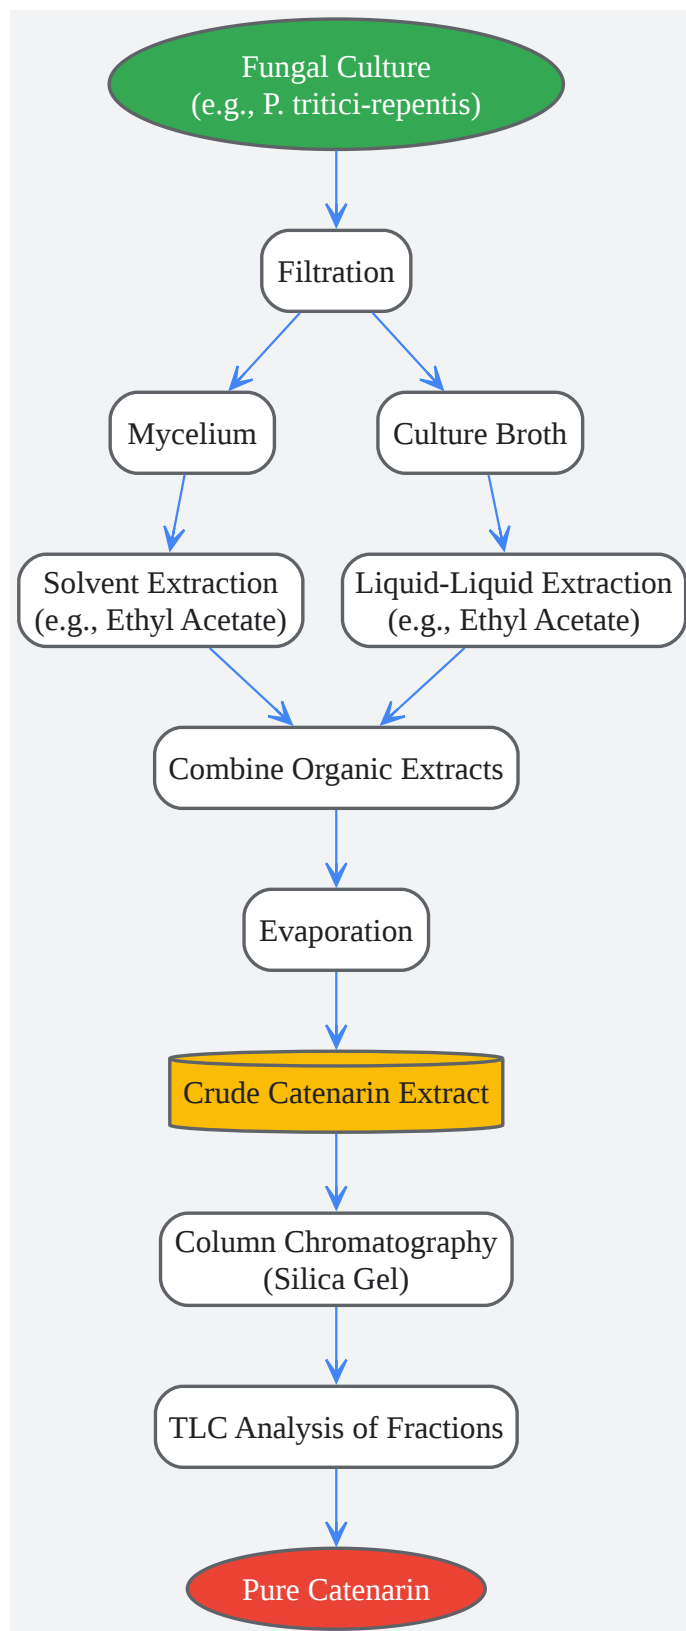 Fungal Culture
(e.g., P. tritici-repentis)
Filtration
Mycelium
Culture Broth
Solvent Extraction
(e.g., Ethyl Acetate)
Liquid-Liquid Extraction
(e.g., Ethyl Acetate)
Combine Organic Extracts
Evaporation
Crude Catenarin Extract
Column Chromatography
(Silica Gel)
TLC Analysis of Fractions
Pure Catenarin